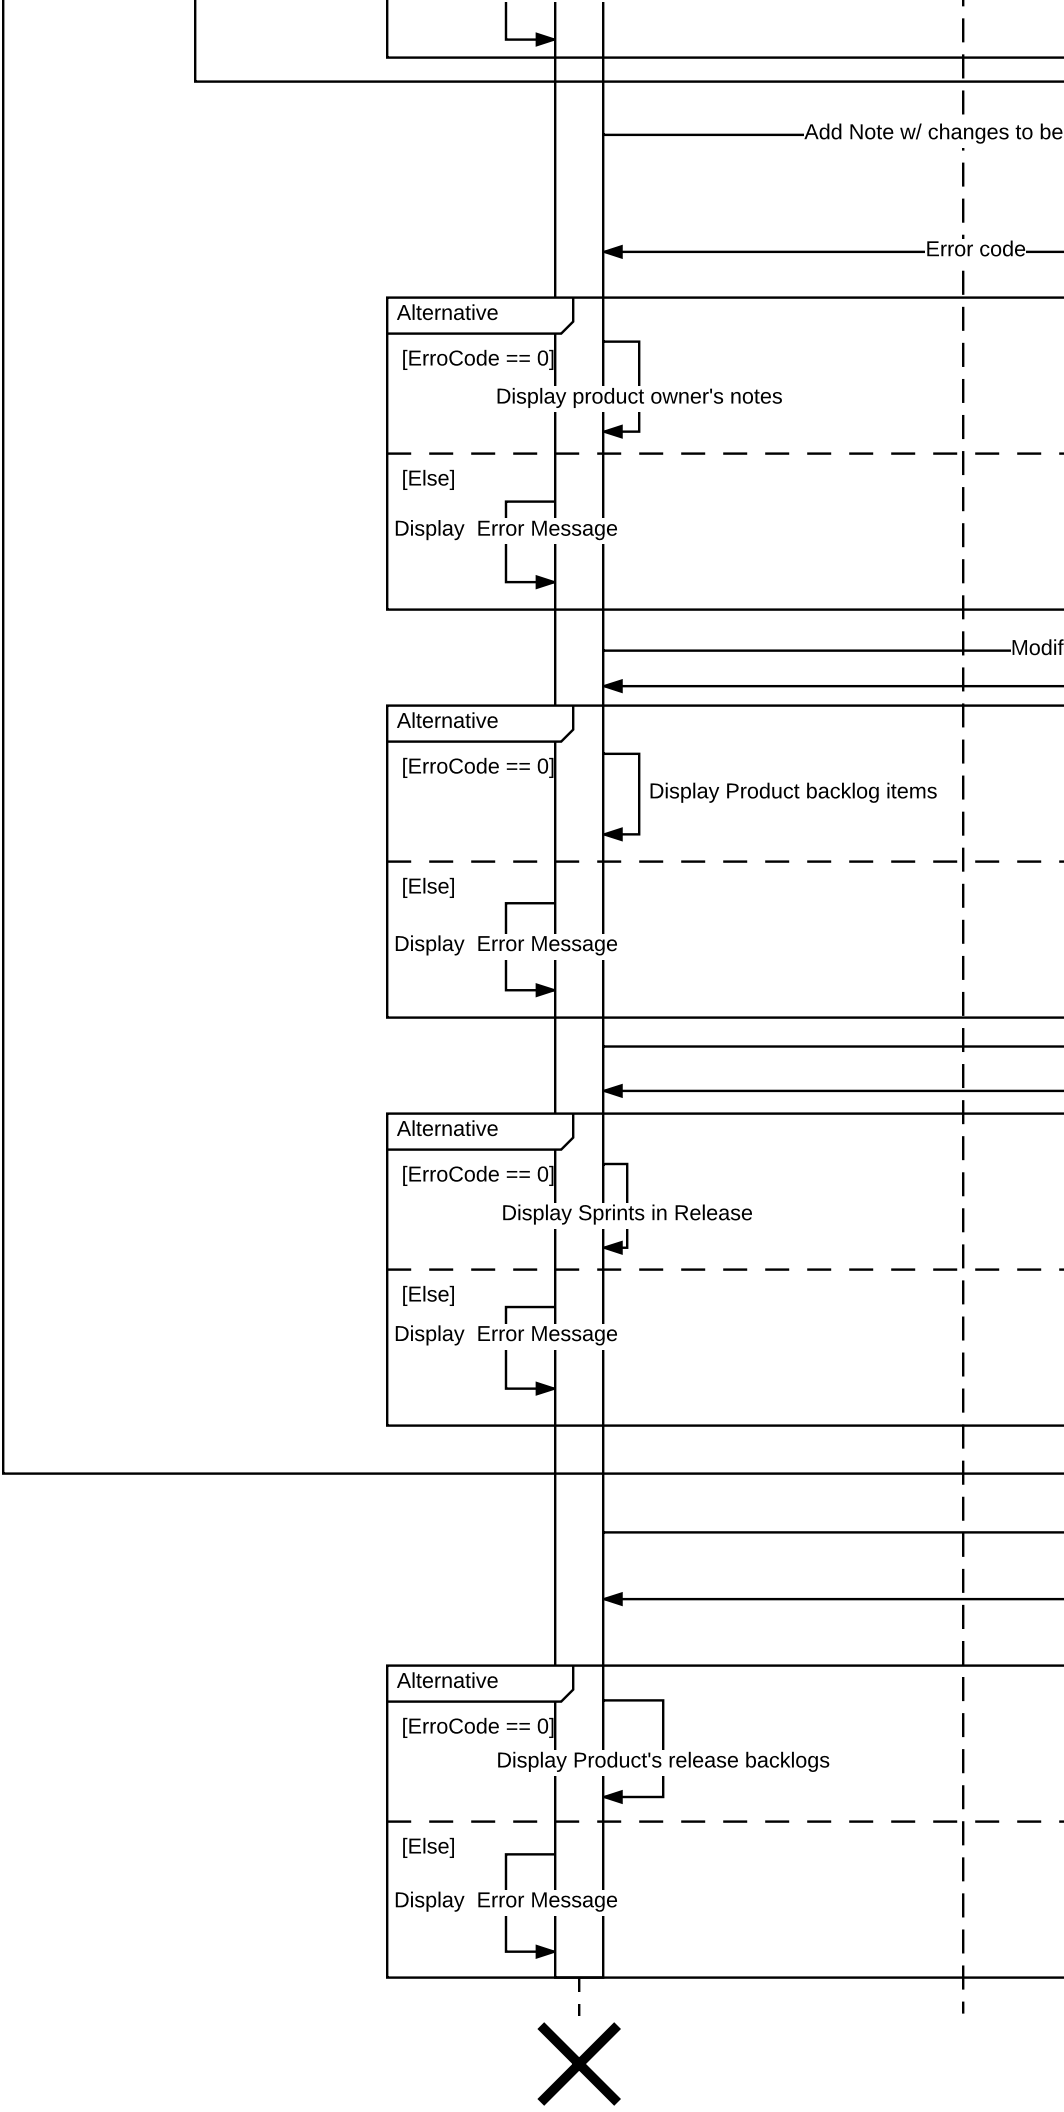 Add Note w/ changes to be
Error code
Alternative
[ErroCode == 0]
Display product owner's notes
[Else]
Display  Error Message
Modif
Alternative
[ErroCode == 0]
Display Product backlog items
[Else]
Display  Error Message
Alternative
[ErroCode == 0]
Display Sprints in Release
[Else]
Display  Error Message
Alternative
[ErroCode == 0]
Display Product's release backlogs
[Else]
Display  Error Message